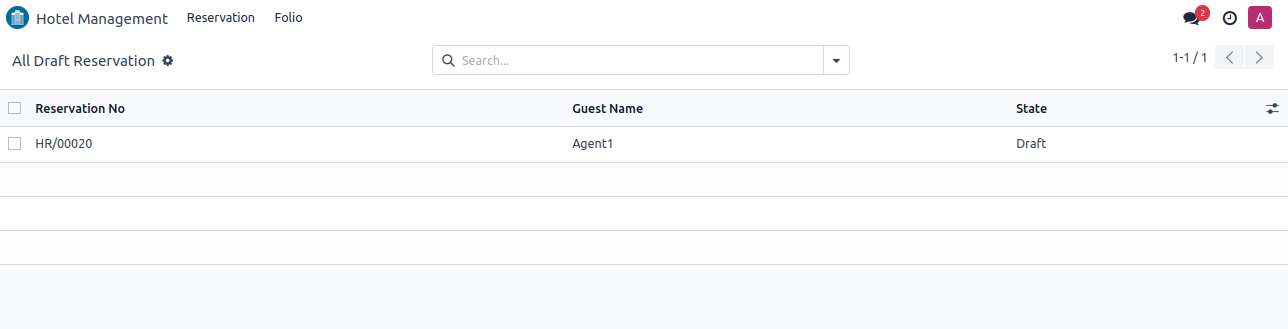 Hotel Management Reservation Folio 2 A
All Draft Reservation Search... 1-1 / 1
Reservation No Guest Name State
HR/00020 Agent1 Draft